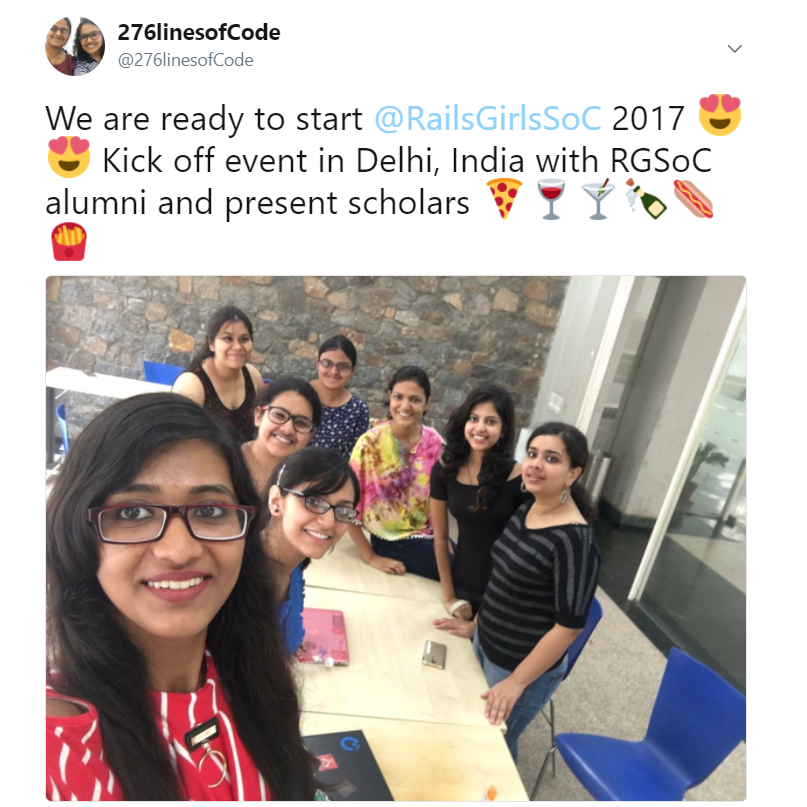 276linesofCode
@276linesofCode
We are ready to start @RailsGirlsSoC 2017 😍
😍 Kick off event in Delhi, India with RGSoC
alumni and present scholars 🍕🍷🍸🍾🌭
🍟